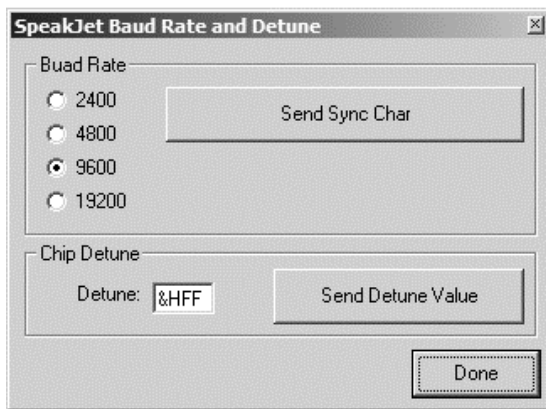 SpeakJet Baud Rate and Detune
Buad Rate
2400
Send Sync Char
4800
9600
19200
Chip Detune
Detune: &HFF
Send Detune Value
Done